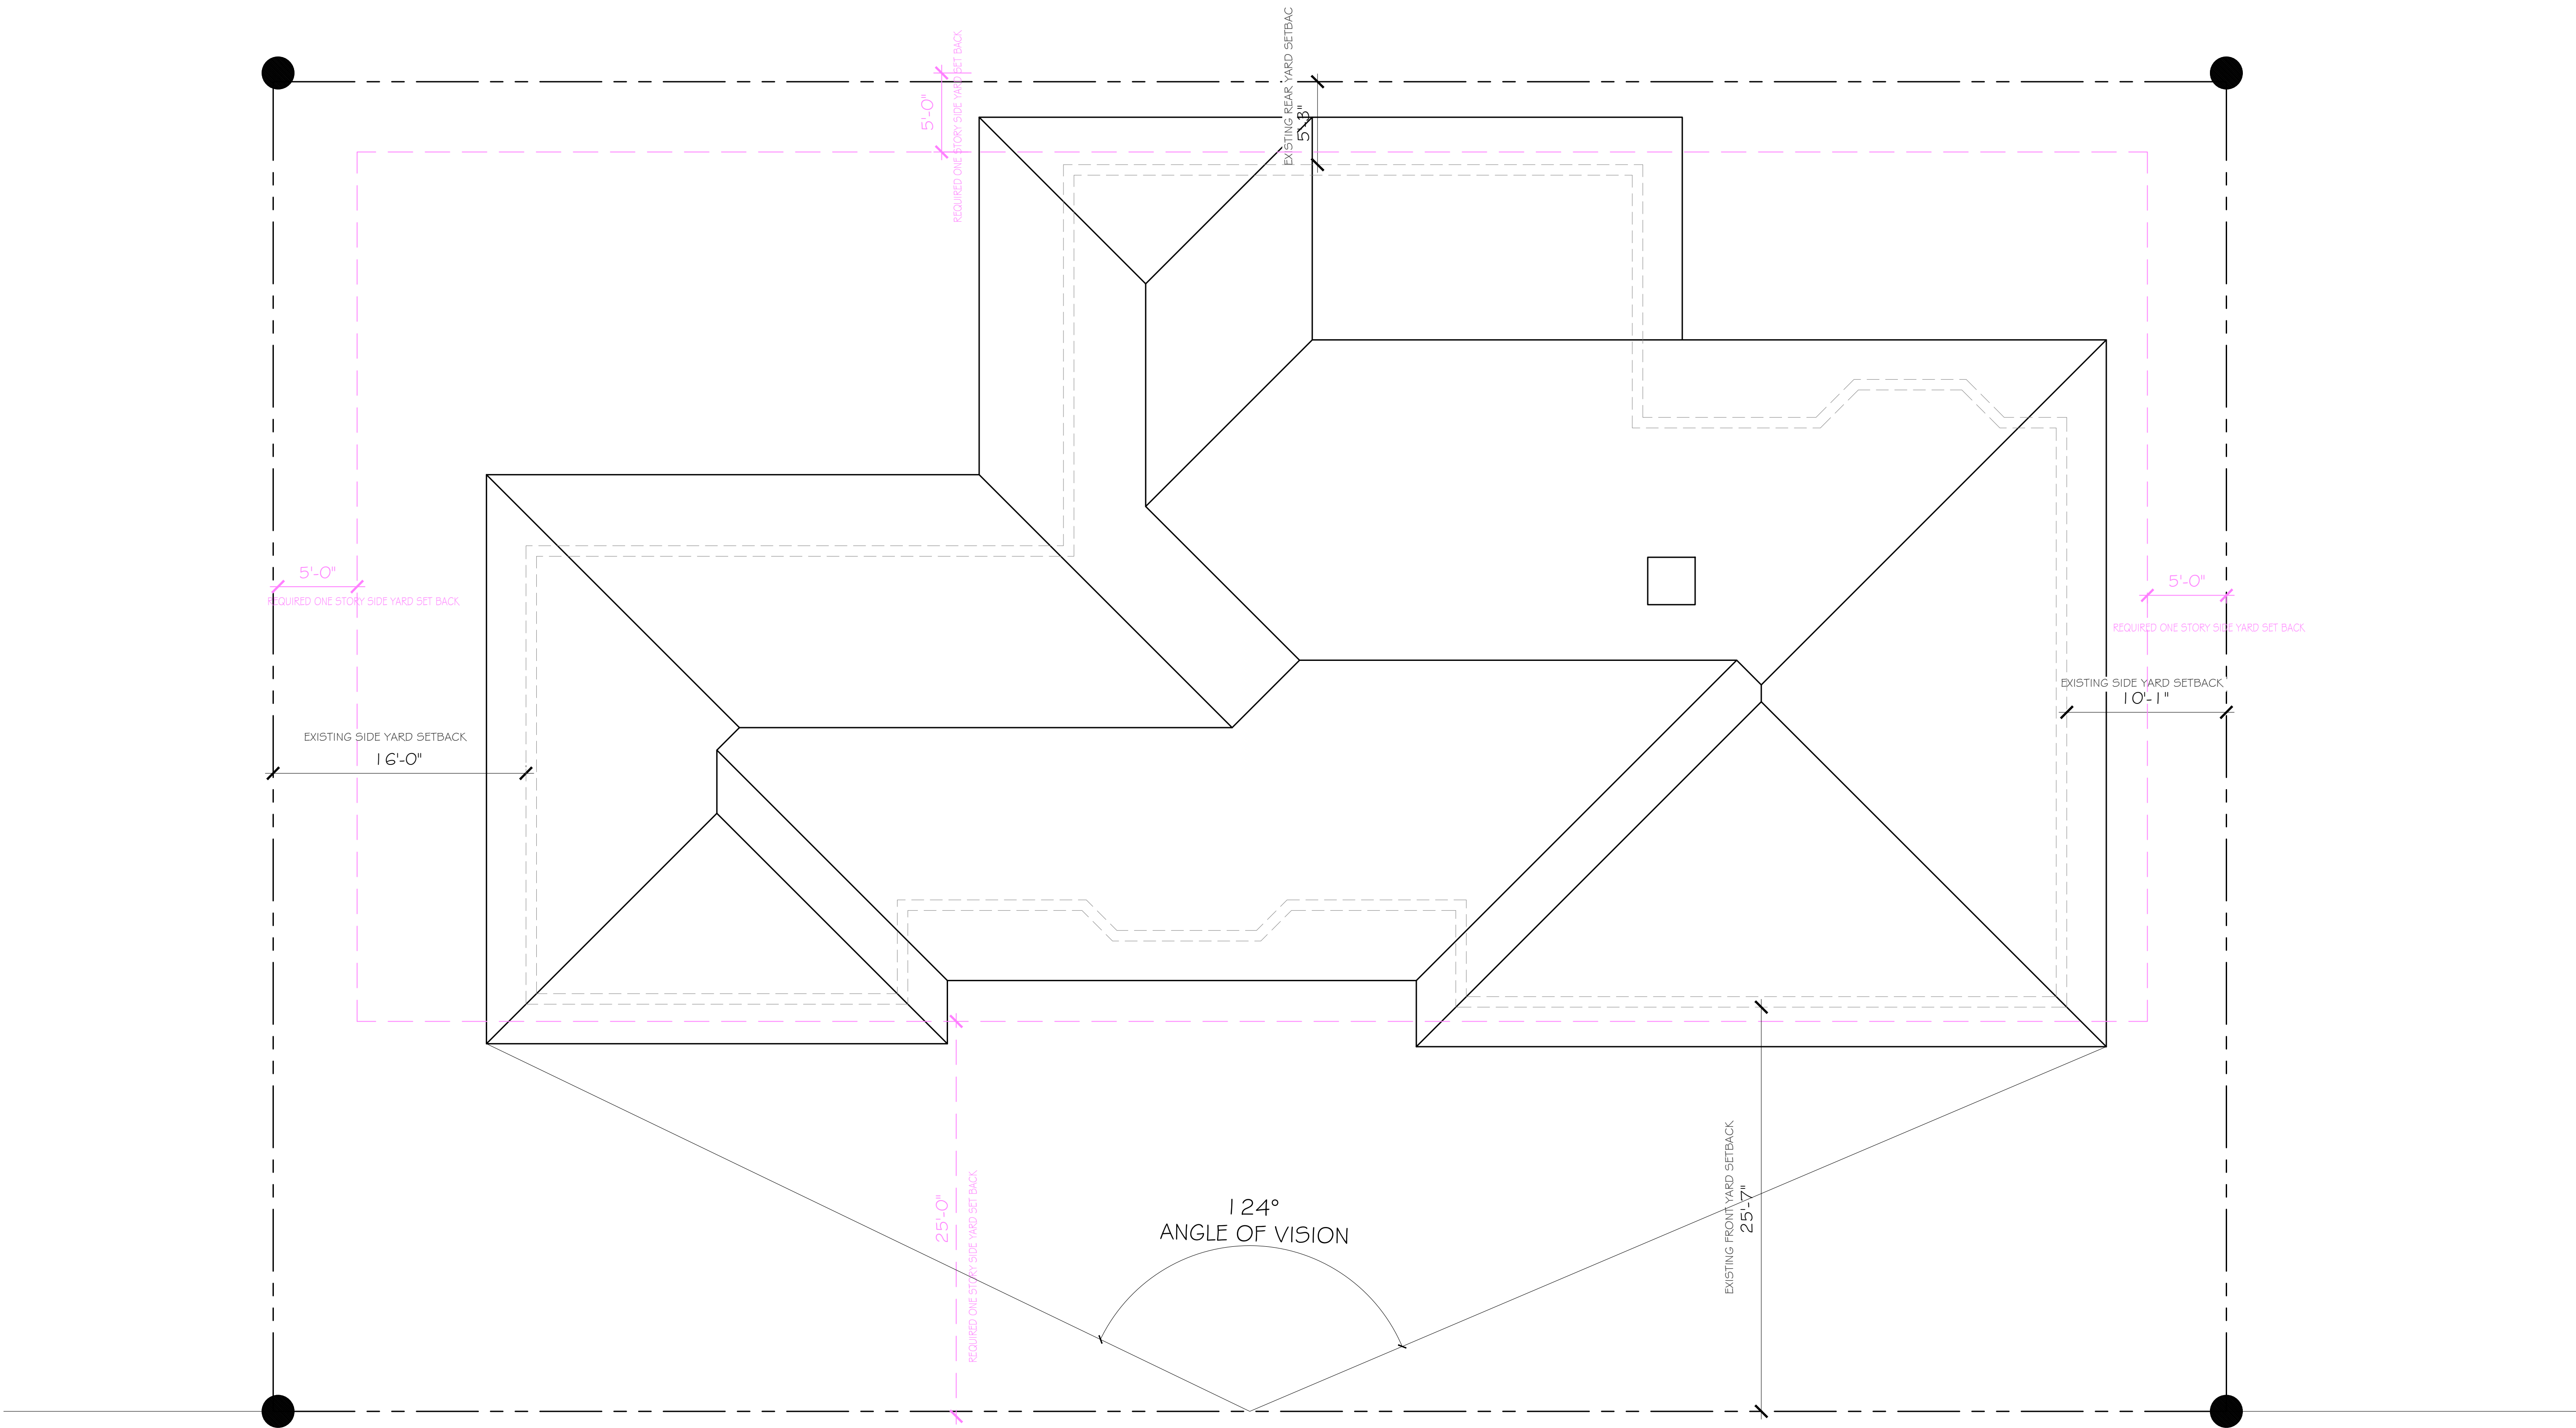 EXISTING REAR YARD SETBAC
5'-3"
5'-0"
REQUIRED ONE STORY SIDE YARD SET BACK
5'-0"
REQUIRED ONE STORY SIDE YARD SET BACK
5'-0"
REQUIRED ONE STORY SIDE YARD SET BACK
EXISTING SIDE YARD SETBACK
10'-1"
EXISTING SIDE YARD SETBACK
16'-0"
25'-0"
REQUIRED ONE STORY SIDE YARD SET BACK
124°
ANGLE OF VISION
EXISTING FRONT YARD SETBACK
25'-7"